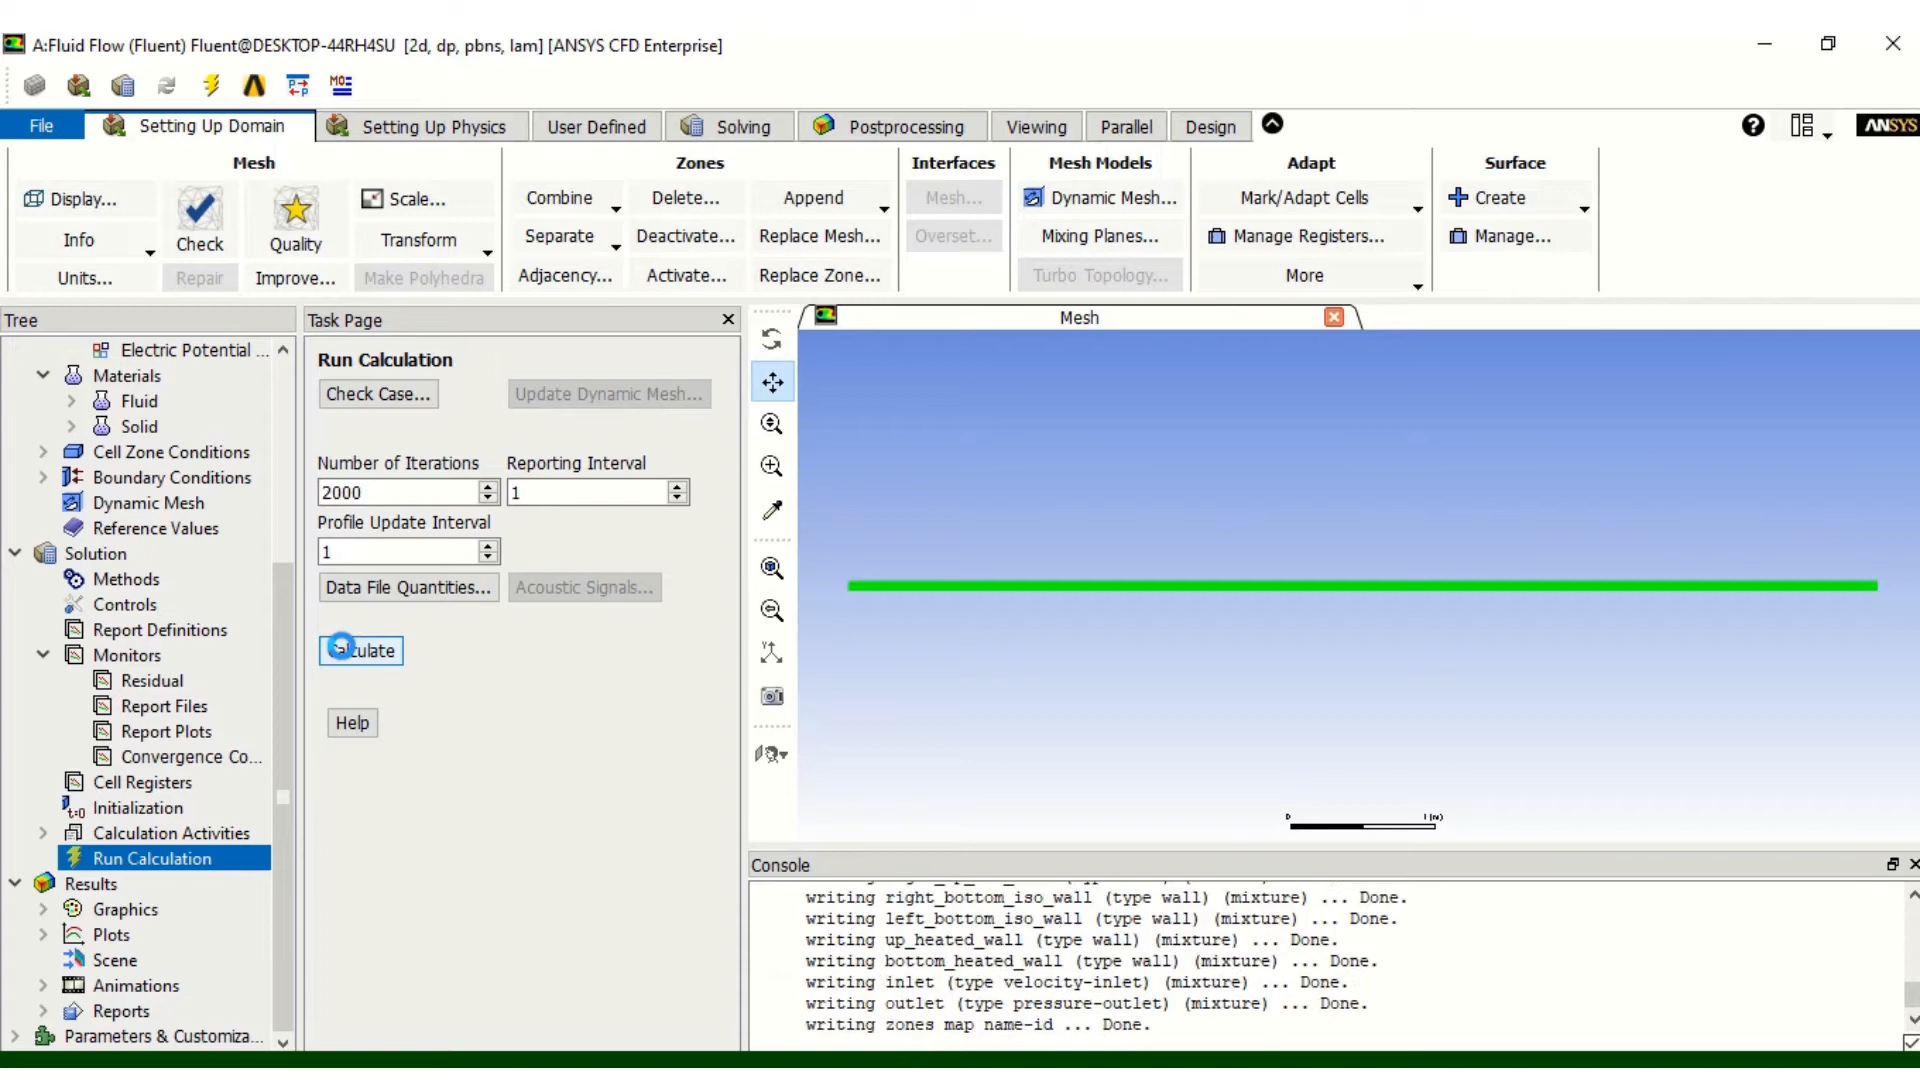 A:Fluid Flow (Fluent) Fluent@DESKTOP-44RH4SU [2d, dp, pbns, lam] [ANSYS CFD Enterprise]
File
Setting Up Domain
Setting Up Physics
User Defined
Solving
Postprocessing
Viewing
Parallel
Design
ANSYS
Mesh
Zones
Interfaces
Mesh Models
Adapt
Surface
Display...
Info
Units...
Check
Repair
Quality
Improve...
Scale...
Transform
Make Polyhedra
Combine
Separate
Adjacency...
Delete...
Deactivate...
Activate...
Append
Replace Mesh...
Replace Zone...
Mesh...
Overset...
Dynamic Mesh...
Mixing Planes...
Turbo Topology...
Mark/Adapt Cells
Manage Registers...
More
Create
Manage...
Tree
Electric Potential ...
Materials
Fluid
Solid
Cell Zone Conditions
Boundary Conditions
Dynamic Mesh
Reference Values
Solution
Methods
Controls
Report Definitions
Monitors
Residual
Report Files
Report Plots
Convergence Co...
Cell Registers
Initialization
Calculation Activities
Run Calculation
Results
Graphics
Plots
Scene
Animations
Reports
Parameters & Customiza...
Task Page
Run Calculation
Check Case...
Update Dynamic Mesh...
Number of Iterations
Reporting Interval
2000
1
Profile Update Interval
1
Data File Quantities...
Acoustic Signals...
Calculate
Help
Mesh
0
1 (m)
Console
writing right_bottom_iso_wall (type wall) (mixture) ... Done.
writing left_bottom_iso_wall (type wall) (mixture) ... Done.
writing up_heated_wall (type wall) (mixture) ... Done.
writing bottom_heated_wall (type wall) (mixture) ... Done.
writing inlet (type velocity-inlet) (mixture) ... Done.
writing outlet (type pressure-outlet) (mixture) ... Done.
writing zones map name-id ... Done.